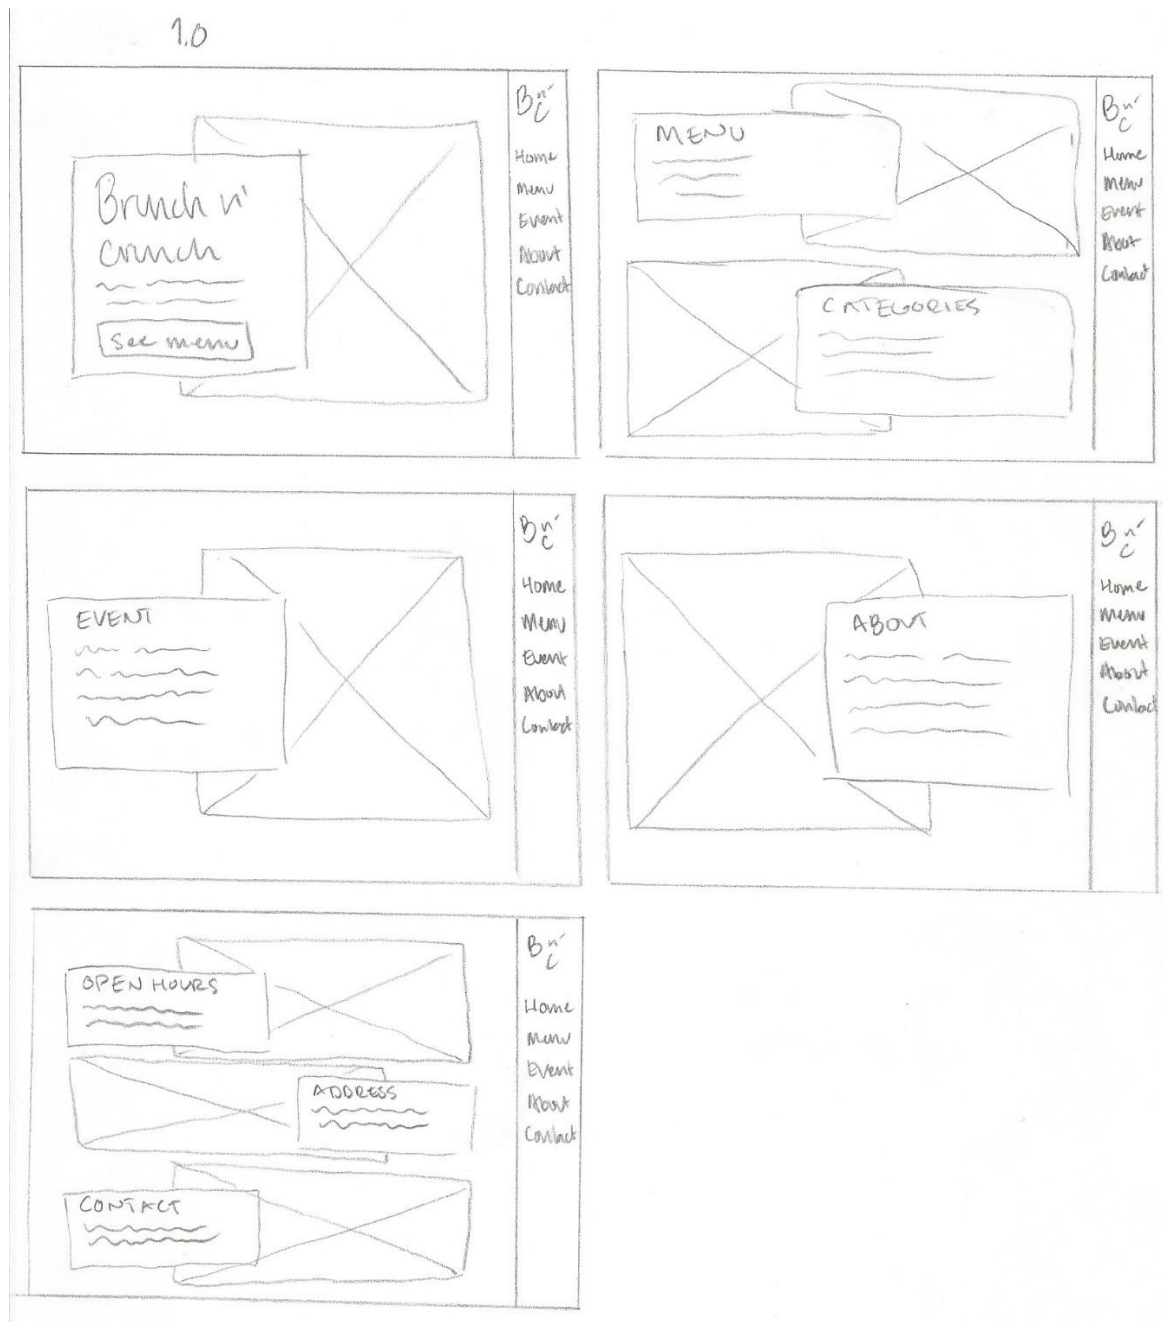 1.0
Brunch n'
crunch
see menu
B n'
C
Home
Menu
Event
About
Contact
MENU
CATEGORIES
B n'
C
Home
Menu
Event
About
Contact
EVENT
B n'
C
Home
Menu
Event
About
Contact
ABOUT
B n'
C
Home
Menu
Event
About
Contact
OPEN HOURS
ADDRESS
CONTACT
B n'
C
Home
Menu
Event
About
Contact